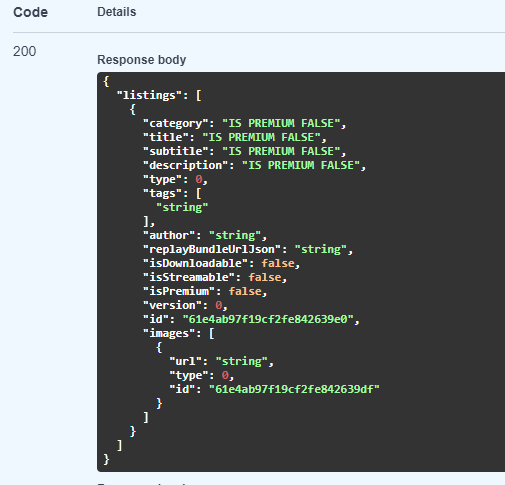 Code Details
200
Response body
{
  "listings": [
    {
      "category": "IS PREMIUM FALSE",
      "title": "IS PREMIUM FALSE",
      "subtitle": "IS PREMIUM FALSE",
      "description": "IS PREMIUM FALSE",
      "type": 0,
      "tags": [
        "string"
      ],
      "author": "string",
      "replayBundleUrlJson": "string",
      "isDownloadable": false,
      "isStreamable": false,
      "isPremium": false,
      "version": 0,
      "id": "61e4ab97f19cf2fe842639e0",
      "images": [
        {
          "url": "string",
          "type": 0,
          "id": "61e4ab97f19cf2fe842639df"
        }
      ]
    }
  ]
}